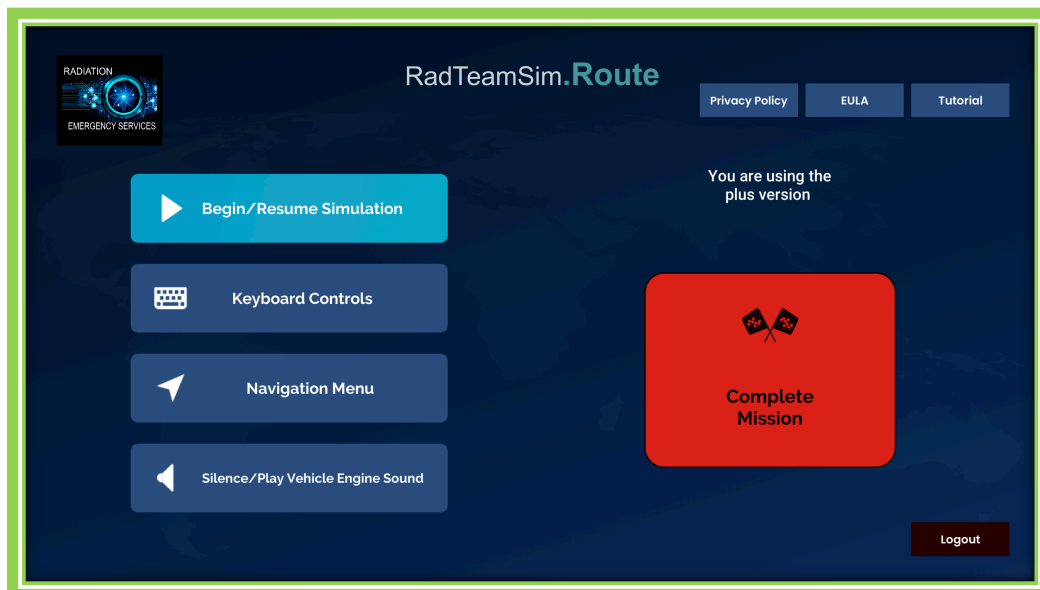 RADIATION
EMERGENCY SERVICES
RadTeamSim.Route
Privacy Policy
EULA
Tutorial
You are using the
plus version
Begin/Resume Simulation
Keyboard Controls
Navigation Menu
Silence/Play Vehicle Engine Sound
Complete
Mission
Logout